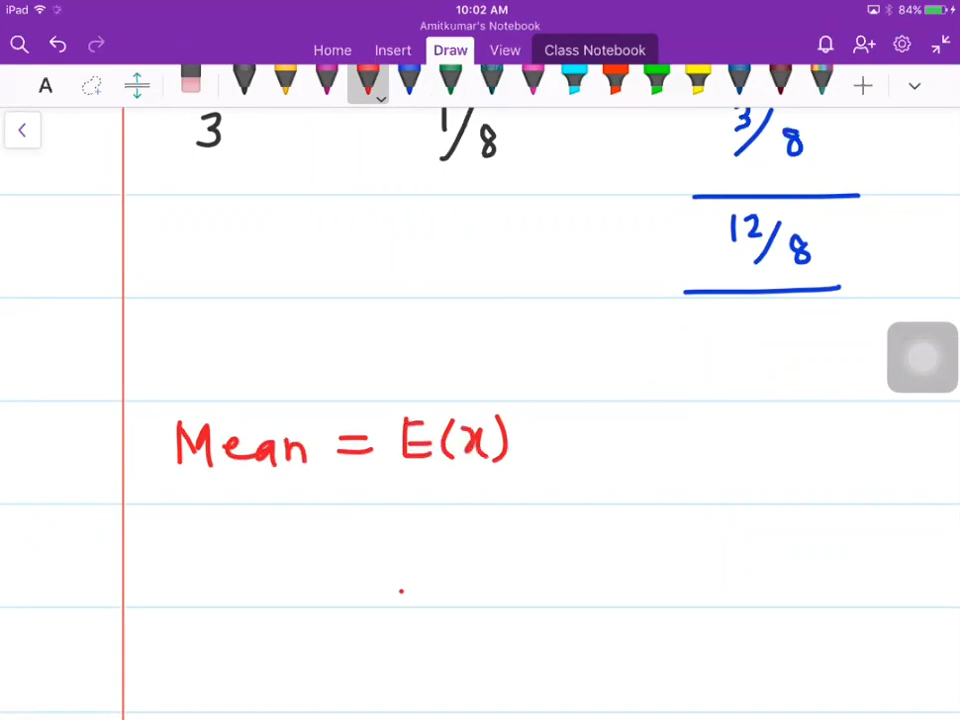 iPad 10:02 AM 84%
Amitkumar's Notebook
Home Insert Draw View Class Notebook
A
3 1/8 3/8
12/8
Mean = E(x)